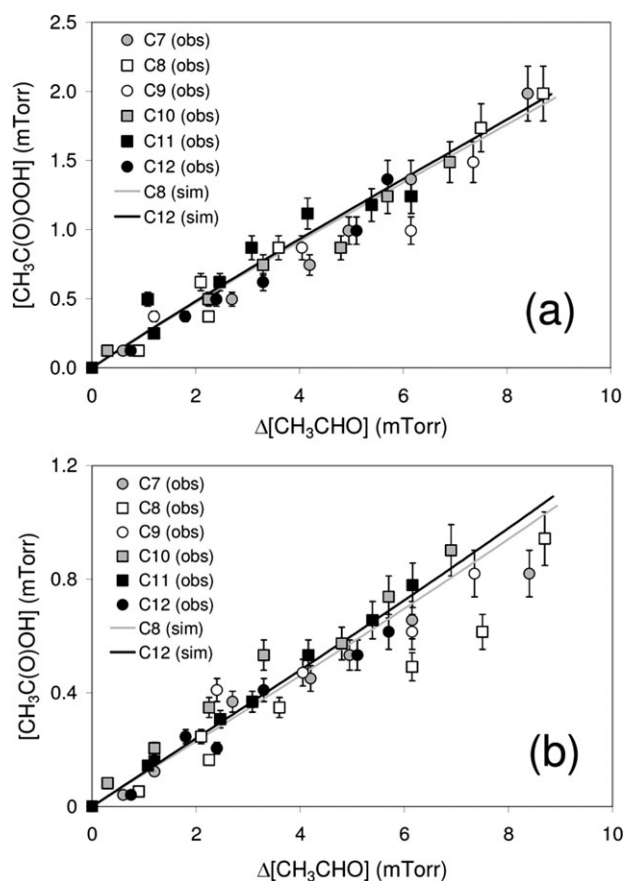 (a)
2.5
2.0
1.5
1.0
0.5
0.0
[CH₃C(O)OOH] (mTorr)
C7 (obs)
C8 (obs)
C9 (obs)
C10 (obs)
C11 (obs)
C12 (obs)
C8 (sim)
C12 (sim)
0 2 4 6 8 10
Δ[CH₃CHO] (mTorr)
(b)
1.2
0.8
0.4
0
[CH₃C(O)OH] (mTorr)
C7 (obs)
C8 (obs)
C9 (obs)
C10 (obs)
C11 (obs)
C12 (obs)
C8 (sim)
C12 (sim)
0 2 4 6 8 10
Δ[CH₃CHO] (mTorr)